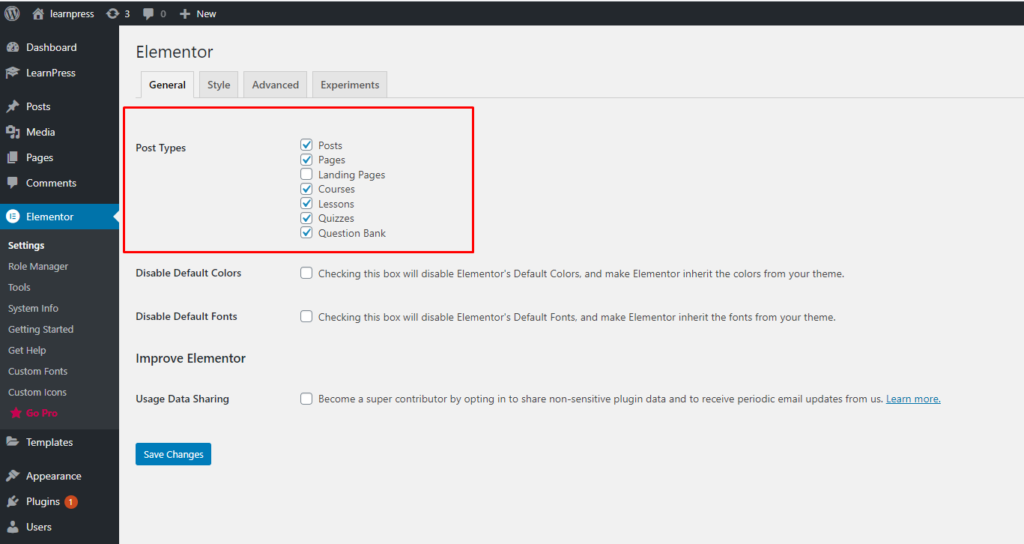 learnpress 3 0 + New
Dashboard
LearnPress
Posts
Media
Pages
Comments
Elementor
Settings
Role Manager
Tools
System Info
Getting Started
Get Help
Custom Fonts
Custom Icons
Go Pro
Templates
Appearance
Plugins 1
Users
Elementor
General Style Advanced Experiments
Post Types
Posts
Pages
Landing Pages
Courses
Lessons
Quizzes
Question Bank
Disable Default Colors Checking this box will disable Elementor's Default Colors, and make Elementor inherit the colors from your theme.
Disable Default Fonts Checking this box will disable Elementor's Default Fonts, and make Elementor inherit the fonts from your theme.
Improve Elementor
Usage Data Sharing Become a super contributor by opting in to share non-sensitive plugin data and to receive periodic email updates from us. Learn more.
Save Changes